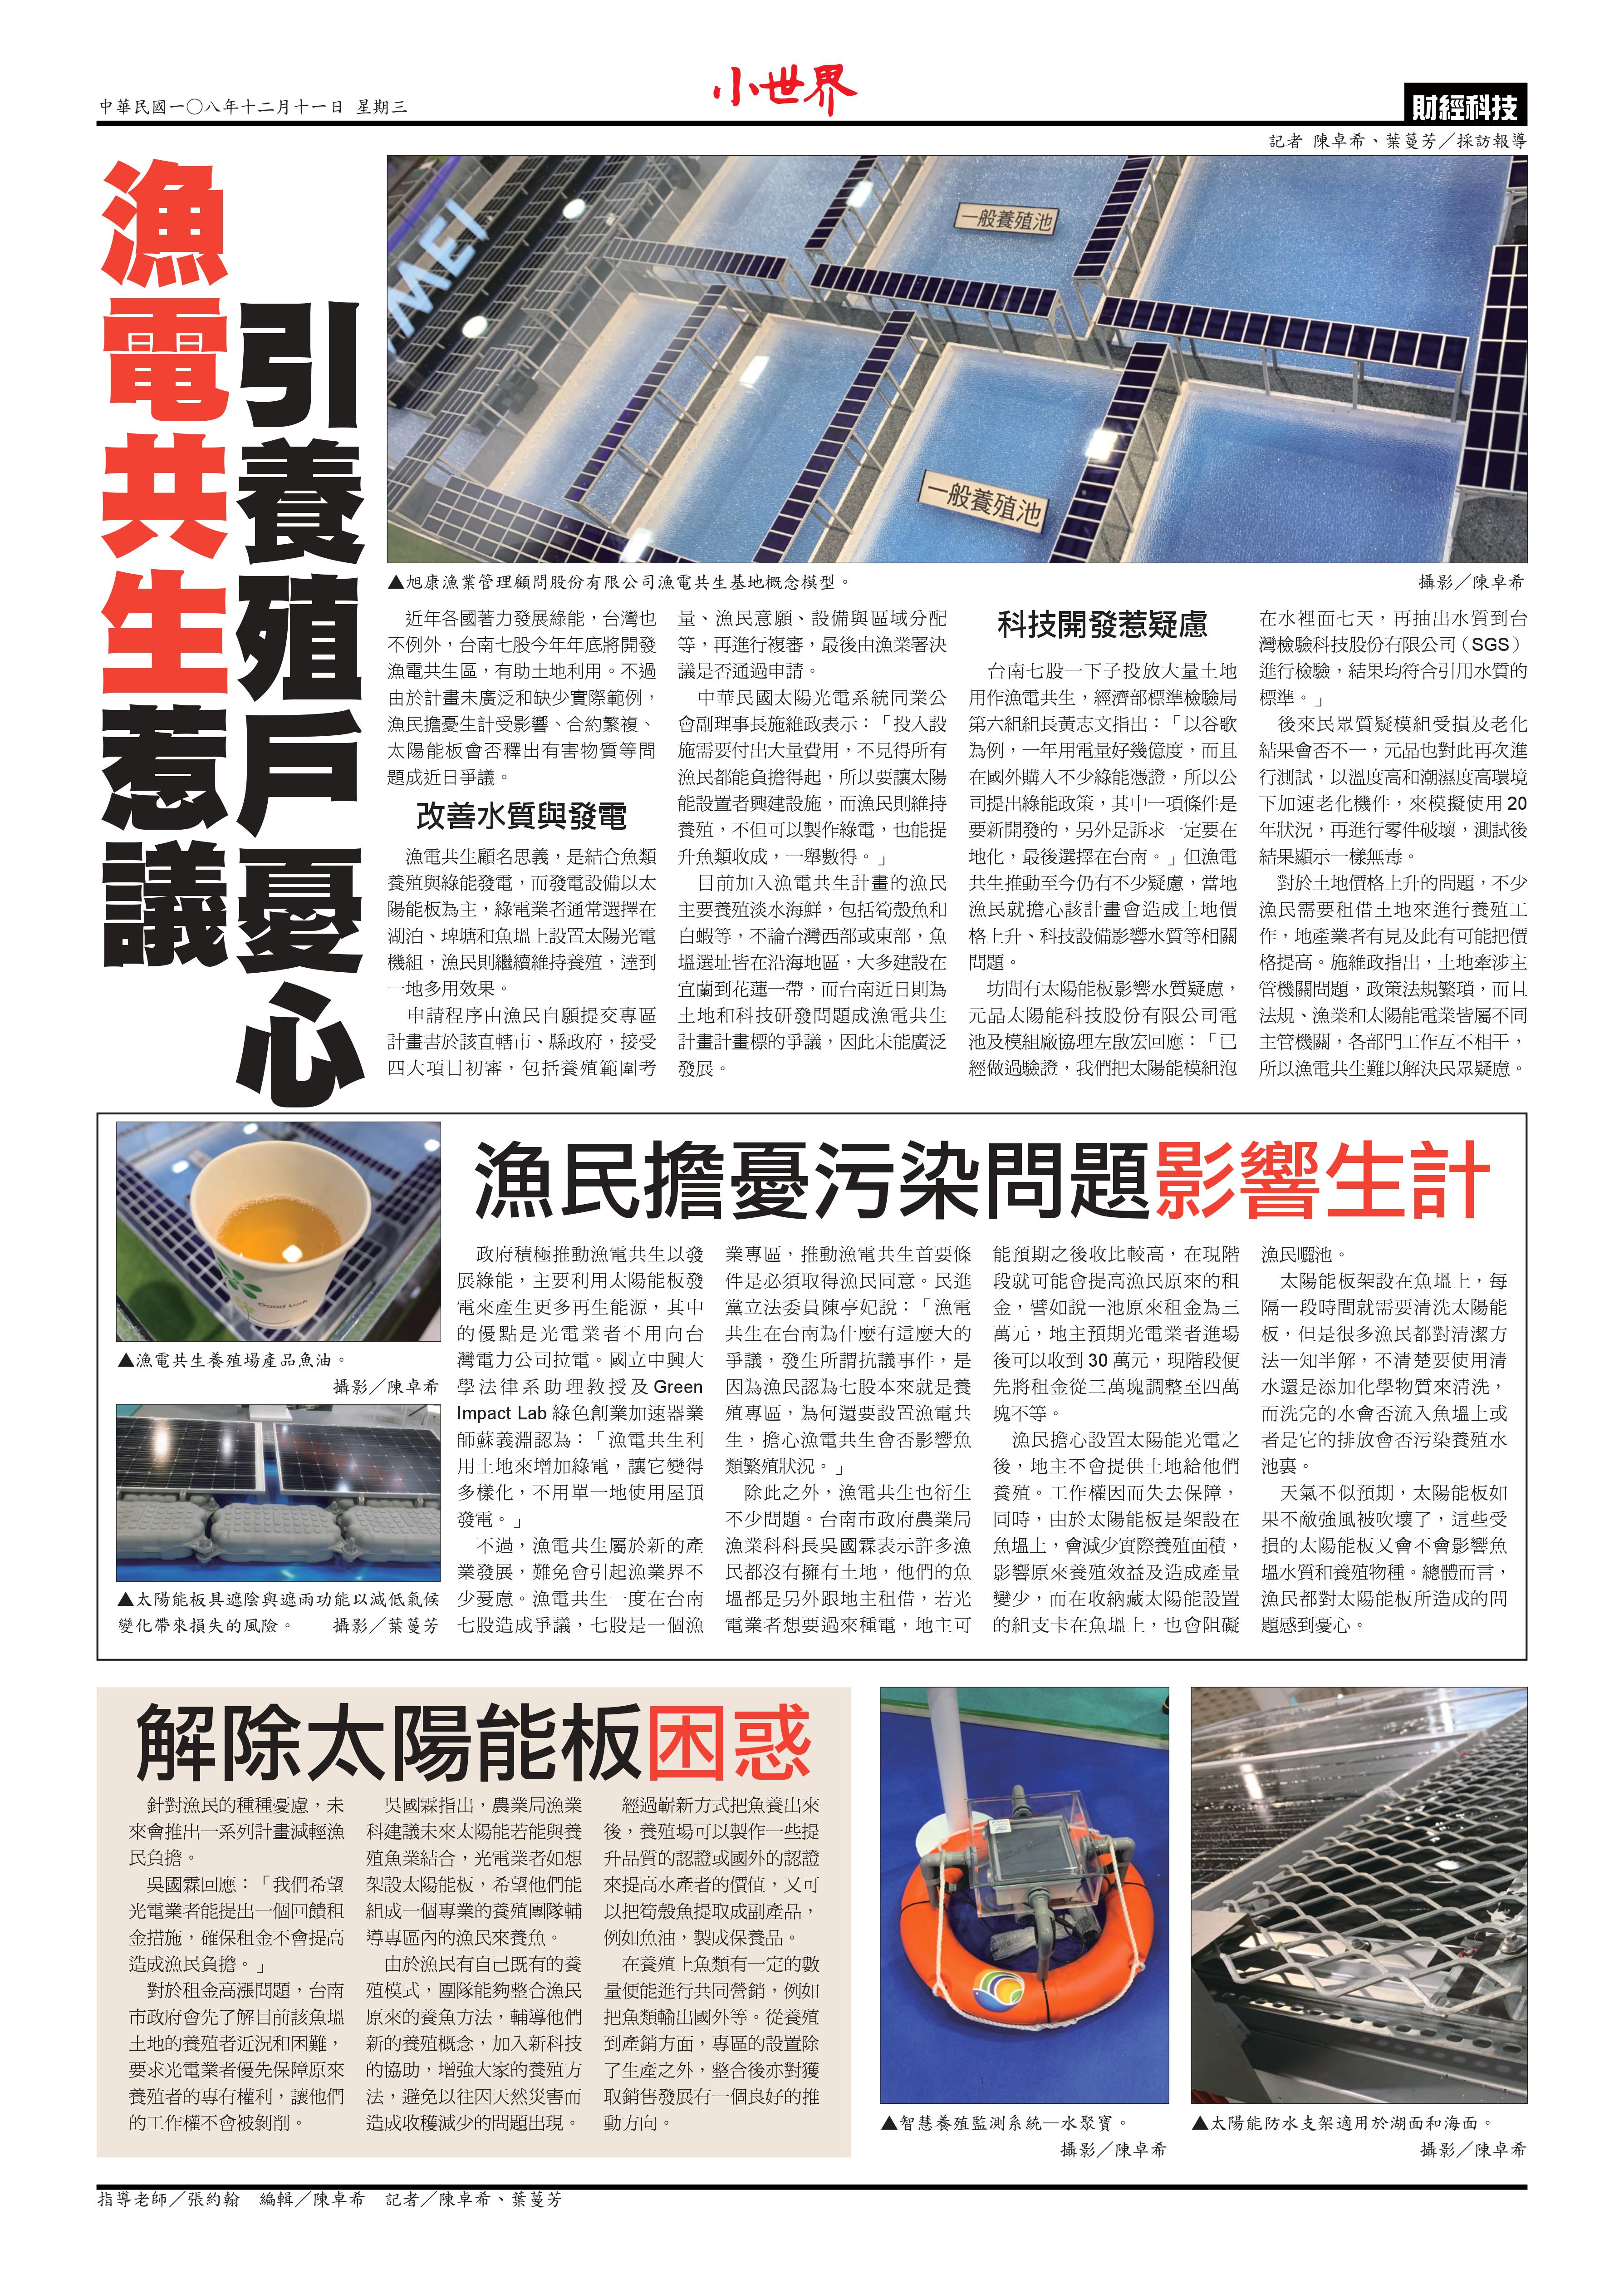 中華民國一〇八年十二月十一日 星期三
小世界
財經科技
記者 陳卓希、葉蔓芳／採訪報導
漁電共生惹議
引養殖戶憂心
MEI
一般養殖池
一般養殖池
▲旭康漁業管理顧問股份有限公司漁電共生基地概念模型。
攝影／陳卓希
近年各國著力發展綠能，台灣也
不例外，台南七股今年年底將開發
漁電共生區，有助土地利用。不過
由於計畫未廣泛和缺少實際範例，
漁民擔憂生計受影響、合約繁複、
太陽能板會否釋出有害物質等問
題成近日爭議。
改善水質與發電
漁電共生顧名思義，是結合魚類
養殖與綠能發電，而發電設備以太
陽能板為主，綠電業者通常選擇在
湖泊、埤塘和魚塭上設置太陽光電
機組，漁民則繼續維持養殖，達到
一地多用效果。
申請程序由漁民自願提交專區
計畫書於該直轄市、縣政府，接受
四大項目初審，包括養殖範圍考
量、漁民意願、設備與區域分配
等，再進行複審，最後由漁業署決
議是否通過申請。
中華民國太陽光電系統同業公
會副理事長施維政表示：「投入設
施需要付出大量費用，不見得所有
漁民都能負擔得起，所以要讓太陽
能設置者興建設施，而漁民則維持
養殖，不但可以製作綠電，也能提
升魚類收成，一舉數得。」
目前加入漁電共生計畫的漁民
主要養殖淡水海鮮，包括筍殼魚和
白蝦等，不論台灣西部或東部，魚
塭選址皆在沿海地區，大多建設在
宜蘭到花蓮一帶，而台南近日則為
土地和科技研發問題成漁電共生
計畫計畫標的爭議，因此未能廣泛
發展。
科技開發惹疑慮
台南七股一下子投放大量土地
用作漁電共生，經濟部標準檢驗局
第六組組長黃志文指出：「以谷歌
為例，一年用電量好幾億度，而且
在國外購入不少綠能憑證，所以公
司提出綠能政策，其中一項條件是
要新開發的，另外是訴求一定要在
地化，最後選擇在台南。」但漁電
共生推動至今仍有不少疑慮，當地
漁民就擔心該計畫會造成土地價
格上升、科技設備影響水質等相關
問題。
坊間有太陽能板影響水質疑慮，
元晶太陽能科技股份有限公司電
池及模組廠協理左啟宏回應：「已
經做過驗證，我們把太陽能模組泡
在水裡面七天，再抽出水質到台
灣檢驗科技股份有限公司（SGS）
進行檢驗，結果均符合引用水質的
標準。」
後來民眾質疑模組受損及老化
結果會否不一，元晶也對此再次進
行測試，以溫度高和潮濕度高環境
下加速老化機件，來模擬使用 20
年狀況，再進行零件破壞，測試後
結果顯示一樣無毒。
對於土地價格上升的問題，不少
漁民需要租借土地來進行養殖工
作，地產業者有見及此有可能把價
格提高。施維政指出，土地牽涉主
管機關問題，政策法規繁瑣，而且
法規、漁業和太陽能電業皆屬不同
主管機關，各部門工作互不相干，
所以漁電共生難以解決民眾疑慮。
Good Luck
▲漁電共生養殖場產品魚油。
攝影／陳卓希
▲太陽能板具遮陰與遮雨功能以減低氣候
變化帶來損失的風險。 攝影／葉蔓芳
漁民擔憂污染問題影響生計
政府積極推動漁電共生以發
展綠能，主要利用太陽能板發
電來產生更多再生能源，其中
的優點是光電業者不用向台
灣電力公司拉電。國立中興大
學法律系助理教授及 Green
Impact Lab 綠色創業加速器業
師蘇義淵認為：「漁電共生利
用土地來增加綠電，讓它變得
多樣化，不用單一地使用屋頂
發電。」
不過，漁電共生屬於新的產
業發展，難免會引起漁業界不
少憂慮。漁電共生一度在台南
七股造成爭議，七股是一個漁
業專區，推動漁電共生首要條
件是必須取得漁民同意。民進
黨立法委員陳亭妃說：「漁電
共生在台南為什麼有這麼大的
爭議，發生所謂抗議事件，是
因為漁民認為七股本來就是養
殖專區，為何還要設置漁電共
生，擔心漁電共生會否影響魚
類繁殖狀況。」
除此之外，漁電共生也衍生
不少問題。台南市政府農業局
漁業科科長吳國霖表示許多漁
民都沒有擁有土地，他們的魚
塭都是另外跟地主租借，若光
電業者想要過來種電，地主可
能預期之後收比較高，在現階
段就可能會提高漁民原來的租
金，譬如說一池原來租金為三
萬元，地主預期光電業者進場
後可以收到 30 萬元，現階段便
先將租金從三萬塊調整至四萬
塊不等。
漁民擔心設置太陽能光電之
後，地主不會提供土地給他們
養殖。工作權因而失去保障，
同時，由於太陽能板是架設在
魚塭上，會減少實際養殖面積，
影響原來養殖效益及造成產量
變少，而在收納藏太陽能設置
的組支卡在魚塭上，也會阻礙
漁民曬池。
太陽能板架設在魚塭上，每
隔一段時間就需要清洗太陽能
板，但是很多漁民都對清潔方
法一知半解，不清楚要使用清
水還是添加化學物質來清洗，
而洗完的水會否流入魚塭上或
者是它的排放會否污染養殖水
池裏。
天氣不似預期，太陽能板如
果不敵強風被吹壞了，這些受
損的太陽能板又會不會影響魚
塭水質和養殖物種。總體而言，
漁民都對太陽能板所造成的問
題感到憂心。
解除太陽能板困惑
針對漁民的種種憂慮，未
來會推出一系列計畫減輕漁
民負擔。
吳國霖回應：「我們希望
光電業者能提出一個回饋租
金措施，確保租金不會提高
造成漁民負擔。」
對於租金高漲問題，台南
市政府會先了解目前該魚塭
土地的養殖者近況和困難，
要求光電業者優先保障原來
養殖者的專有權利，讓他們
的工作權不會被剝削。
吳國霖指出，農業局漁業
科建議未來太陽能若能與養
殖魚業結合，光電業者如想
架設太陽能板，希望他們能
組成一個專業的養殖團隊輔
導專區內的漁民來養魚。
由於漁民有自己既有的養
殖模式，團隊能夠整合漁民
原來的養魚方法，輔導他們
新的養殖概念，加入新科技
的協助，增強大家的養殖方
法，避免以往因天然災害而
造成收穫減少的問題出現。
經過嶄新方式把魚養出來
後，養殖場可以製作一些提
升品質的認證或國外的認證
來提高水產者的價值，又可
以把筍殼魚提取成副產品，
例如魚油，製成保養品。
在養殖上魚類有一定的數
量便能進行共同營銷，例如
把魚類輸出國外等。從養殖
到產銷方面，專區的設置除
了生產之外，整合後亦對獲
取銷售發展有一個良好的推
動方向。
▲智慧養殖監測系統—水聚寶。
攝影／陳卓希
▲太陽能防水支架適用於湖面和海面。
攝影／陳卓希
指導老師／張約翰 編輯／陳卓希 記者／陳卓希、葉蔓芳